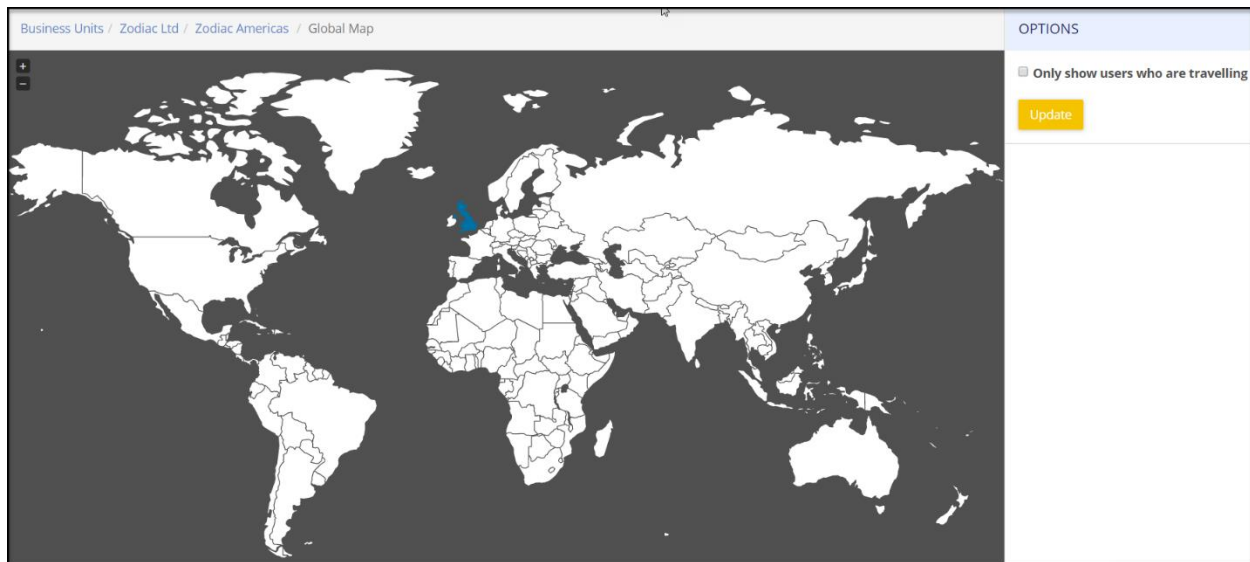 Business Units / Zodiac Ltd / Zodiac Americas / Global Map
OPTIONS
+
−
Only show users who are travelling
Update